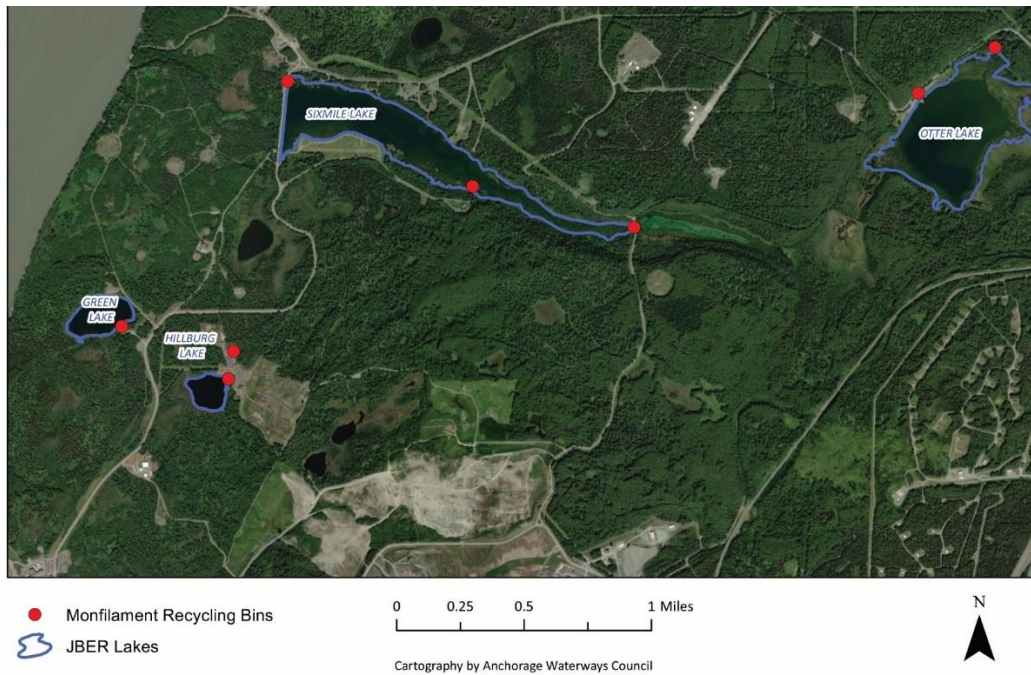 SIXMILE LAKE
OTTER LAKE
GREEN
LAKE
HILLBURG
LAKE
Monfilament Recycling Bins
JBER Lakes
0 0.25 0.5 1 Miles
Cartography by Anchorage Waterways Council
N